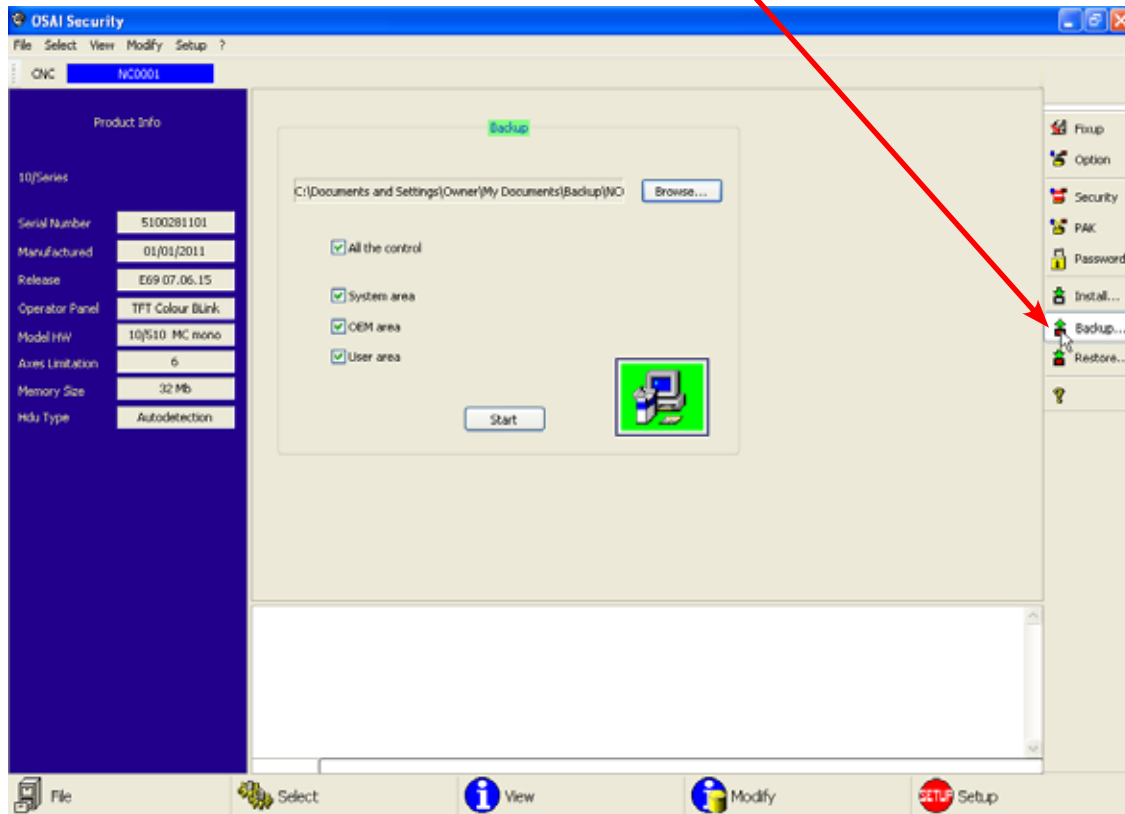 OSAI Security
File Select View Modify Setup ?
CNC NC0001
Product Info
10/Series
Serial Number 5100281101
Manufactured 01/01/2011
Release E69 07.06.15
Operator Panel TFT Colour BLink
Model HW 10/510 MC mono
Axes Limitation 6
Memory Size 32 Mb
Hdu Type Autodetection
Backup
C:\Documents and Settings\Owner\My Documents\Backup\NC Browse...
All the control
System area
OEM area
User area
Start
Fixup
Option
Security
PAK
Password
Install...
Backup...
Restore...
?
File Select View Modify Setup